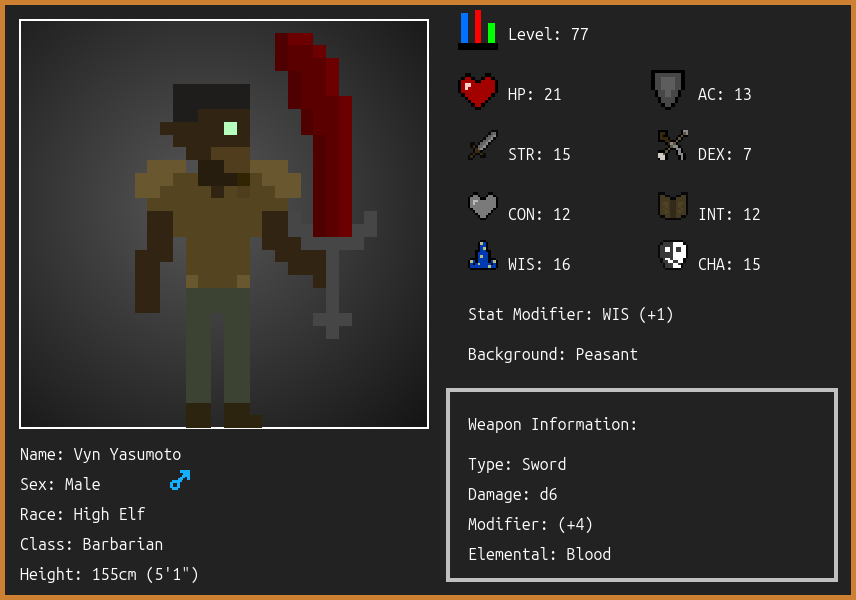 Level: 77
HP: 21
AC: 13
STR: 15
DEX: 7
CON: 12
INT: 12
WIS: 16
CHA: 15
Stat Modifier: WIS (+1)
Background: Peasant
Weapon Information:
Type: Sword
Damage: d6
Modifier: (+4)
Elemental: Blood
Name: Vyn Yasumoto
Sex: Male
Race: High Elf
Class: Barbarian
Height: 155cm (5'1")